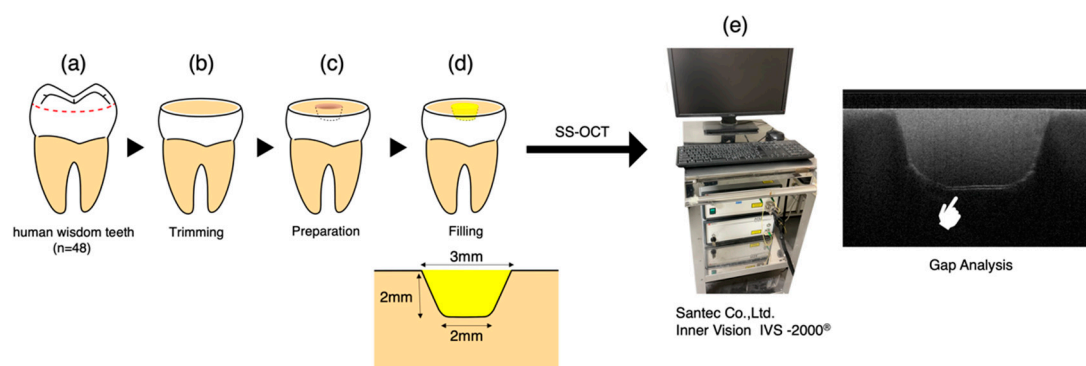 (a)
(b)
(c)
(d)
(e)
SS-OCT
human wisdom teeth
(n=48)
Trimming
Preparation
Filling
3mm
2mm
2mm
Santec Co.,Ltd.
Inner Vision IVS -2000®
Gap Analysis